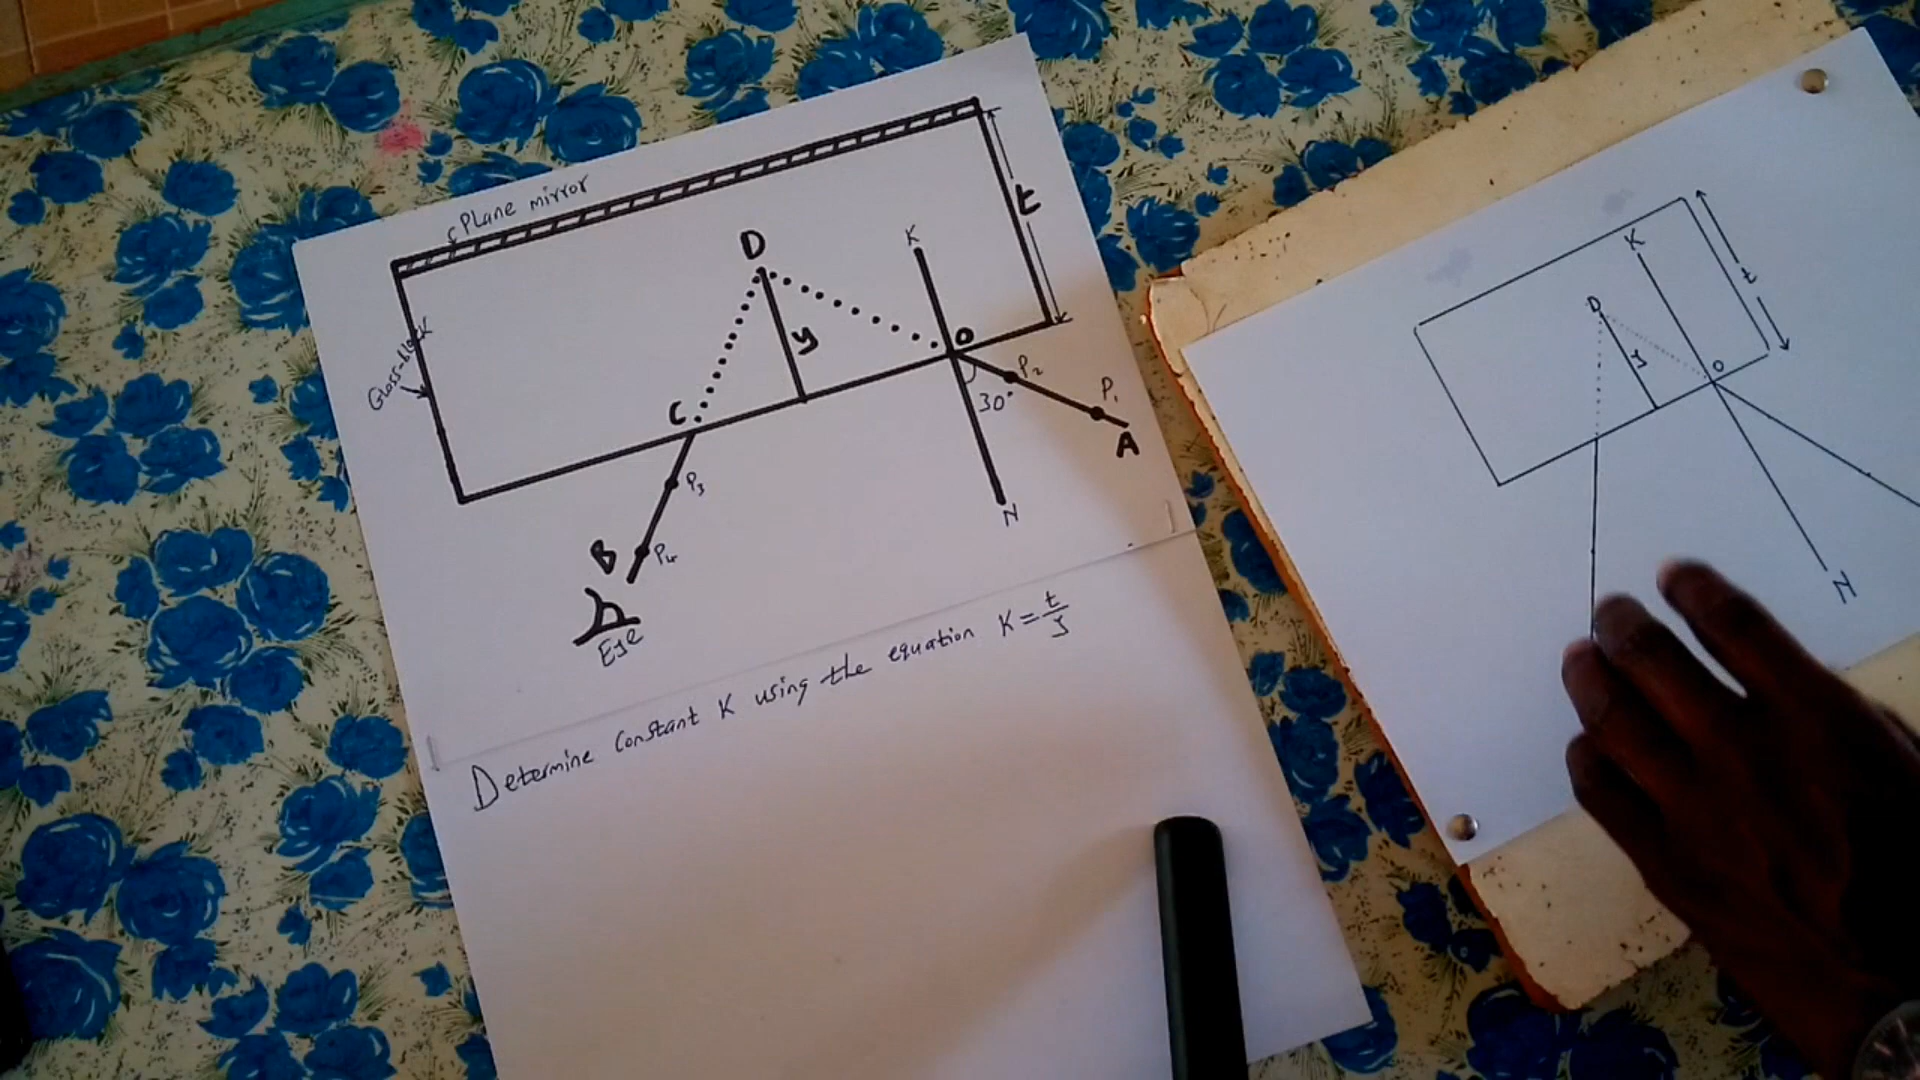 Plane mirror
Glass-block
D
K
t
y
O
C
P₂
30°
P₁
A
P₃
N
B
P₄
Eye
Determine Constant K using the equation K = t/y
K
t
D
y
O
N